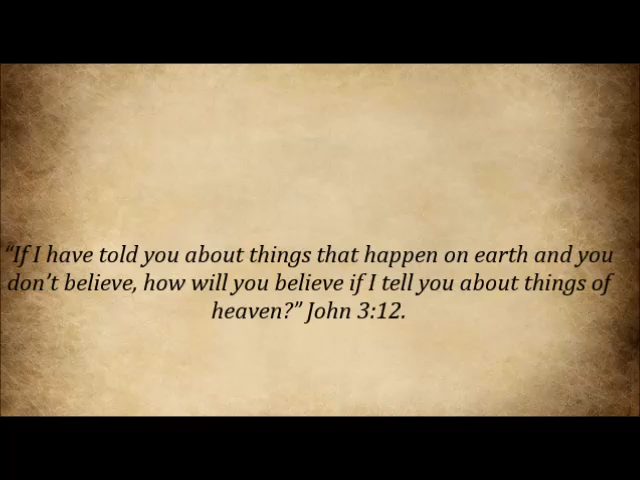 “If I have told you about things that happen on earth and you
don’t believe, how will you believe if I tell you about things of
heaven?” John 3:12.